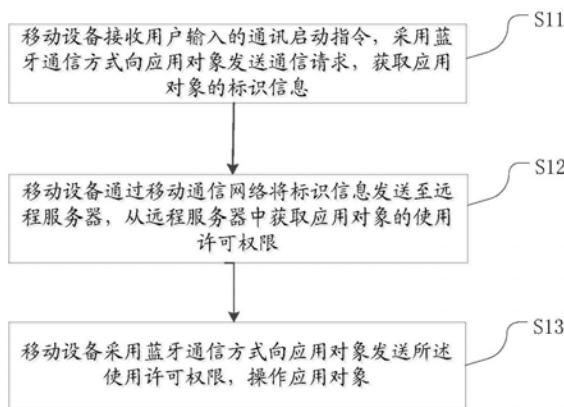 S11
移动设备接收用户输入的通讯启动指令，采用蓝
牙通信方式向应用对象发送通信请求，获取应用
对象的标识信息
S12
移动设备通过移动通信网络将标识信息发送至远
程服务器，从远程服务器中获取应用对象的使用
许可权限
S13
移动设备采用蓝牙通信方式向应用对象发送所述
使用许可权限，操作应用对象